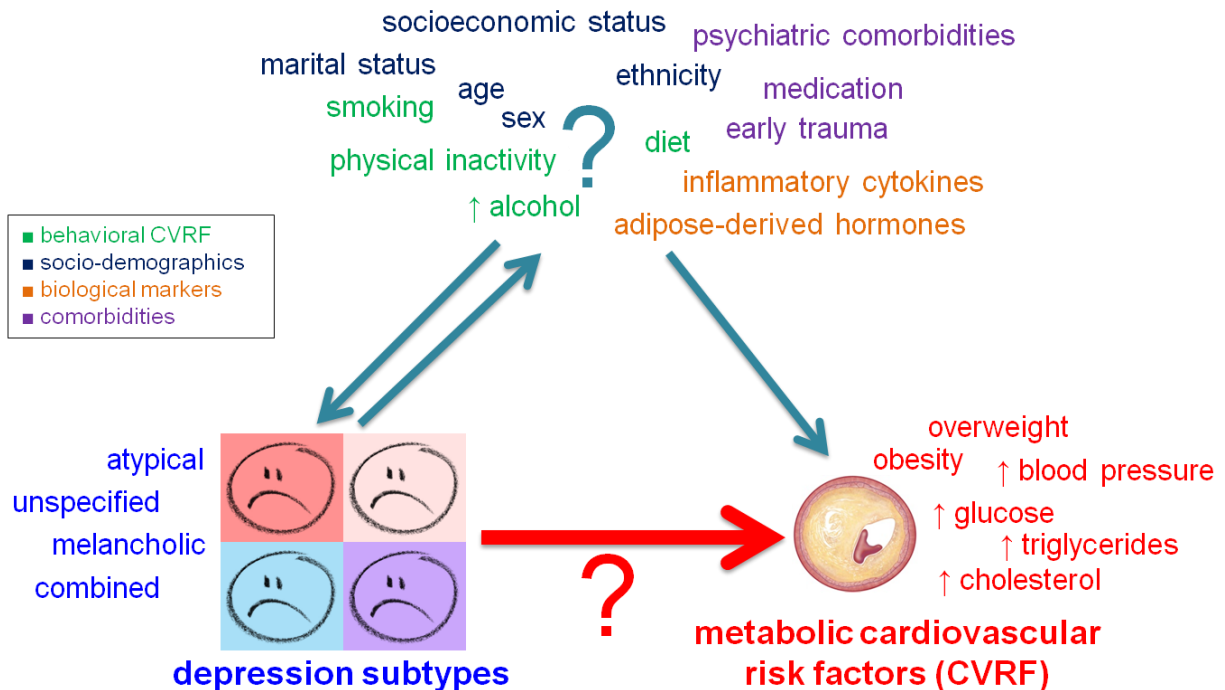 socioeconomic status
psychiatric comorbidities
marital status
ethnicity
age
medication
smoking
sex
early trauma
?
diet
physical inactivity
inflammatory cytokines
↑ alcohol
adipose-derived hormones
■ behavioral CVRF
■ socio-demographics
■ biological markers
■ comorbidities
atypical
unspecified
melancholic
combined
depression subtypes
?
overweight
obesity
↑ blood pressure
↑ glucose
↑ triglycerides
↑ cholesterol
metabolic cardiovascular
risk factors (CVRF)